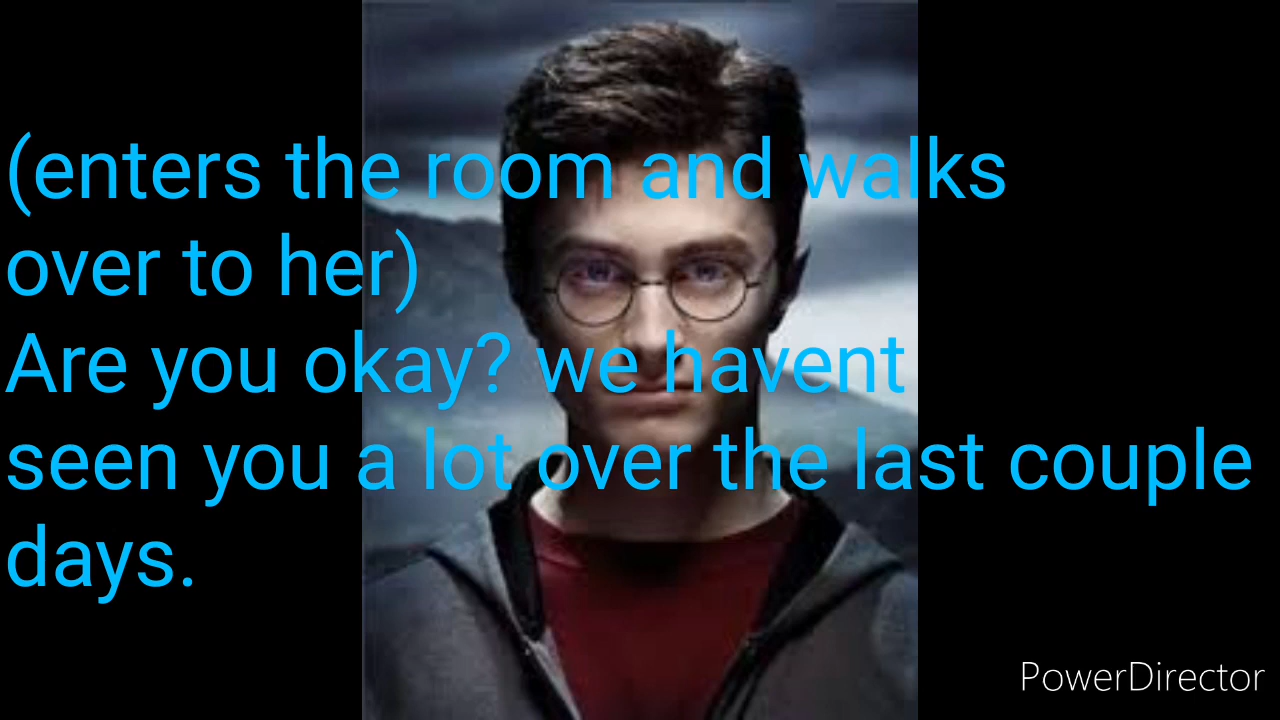 (enters the room and walks
over to her)
Are you okay? we havent
seen you a lot over the last couple
days.
PowerDirector